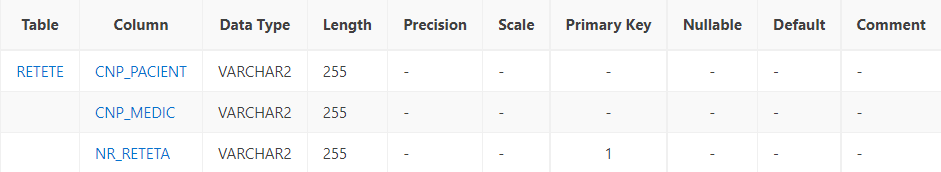 Table Column Data Type Length Precision Scale Primary Key Nullable Default Comment
RETETE CNP_PACIENT VARCHAR2 255 - - - - - -
CNP_MEDIC VARCHAR2 255 - - - - - -
NR_RETETA VARCHAR2 255 - - 1 - - -